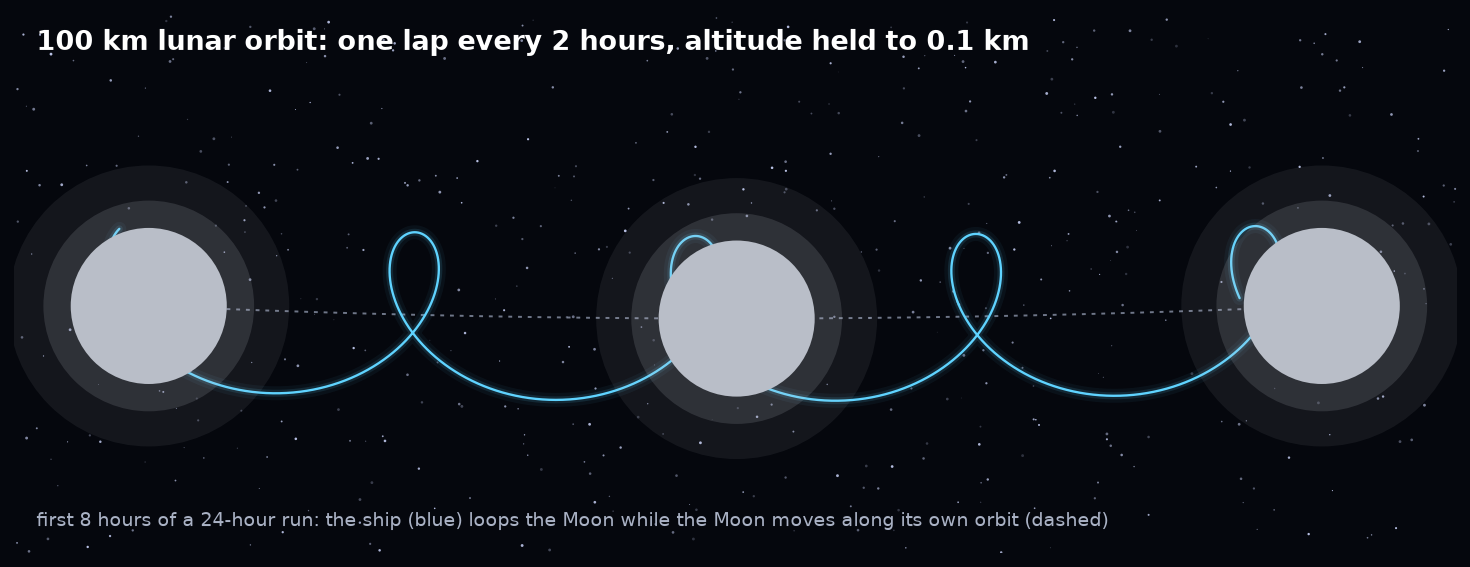 100 km lunar orbit: one lap every 2 hours, altitude held to 0.1 km
first 8 hours of a 24-hour run: the ship (blue) loops the Moon while the Moon moves along its own orbit (dashed)